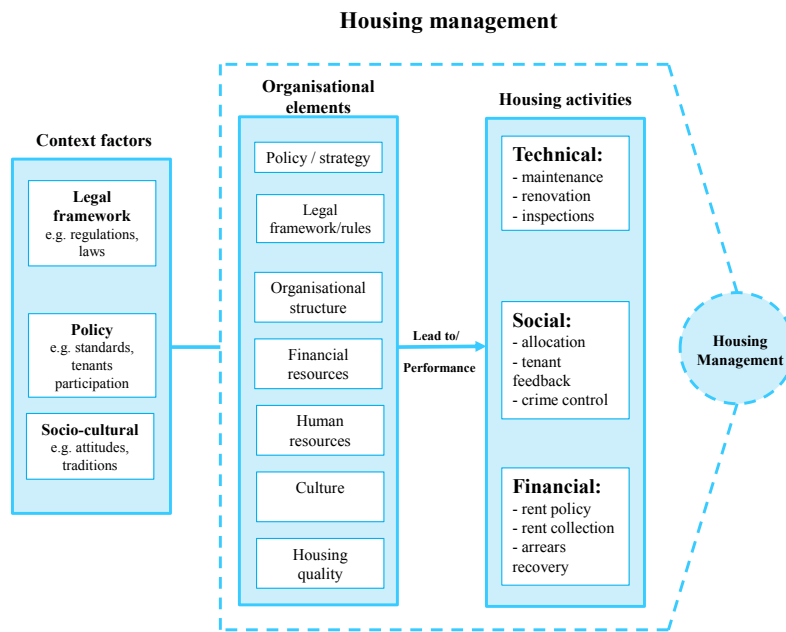 Housing management
Context factors
Legal
framework
e.g. regulations,
laws
Policy
e.g. standards,
tenants
participation
Socio-cultural
e.g. attitudes,
traditions
Organisational
elements
Policy / strategy
Legal
framework/rules
Organisational
structure
Financial
resources
Human
resources
Culture
Housing
quality
Lead to/
Performance
Housing activities
Technical:
- maintenance
- renovation
- inspections
Social:
- allocation
- tenant
feedback
- crime control
Financial:
- rent policy
- rent collection
- arrears
recovery
Housing
Management